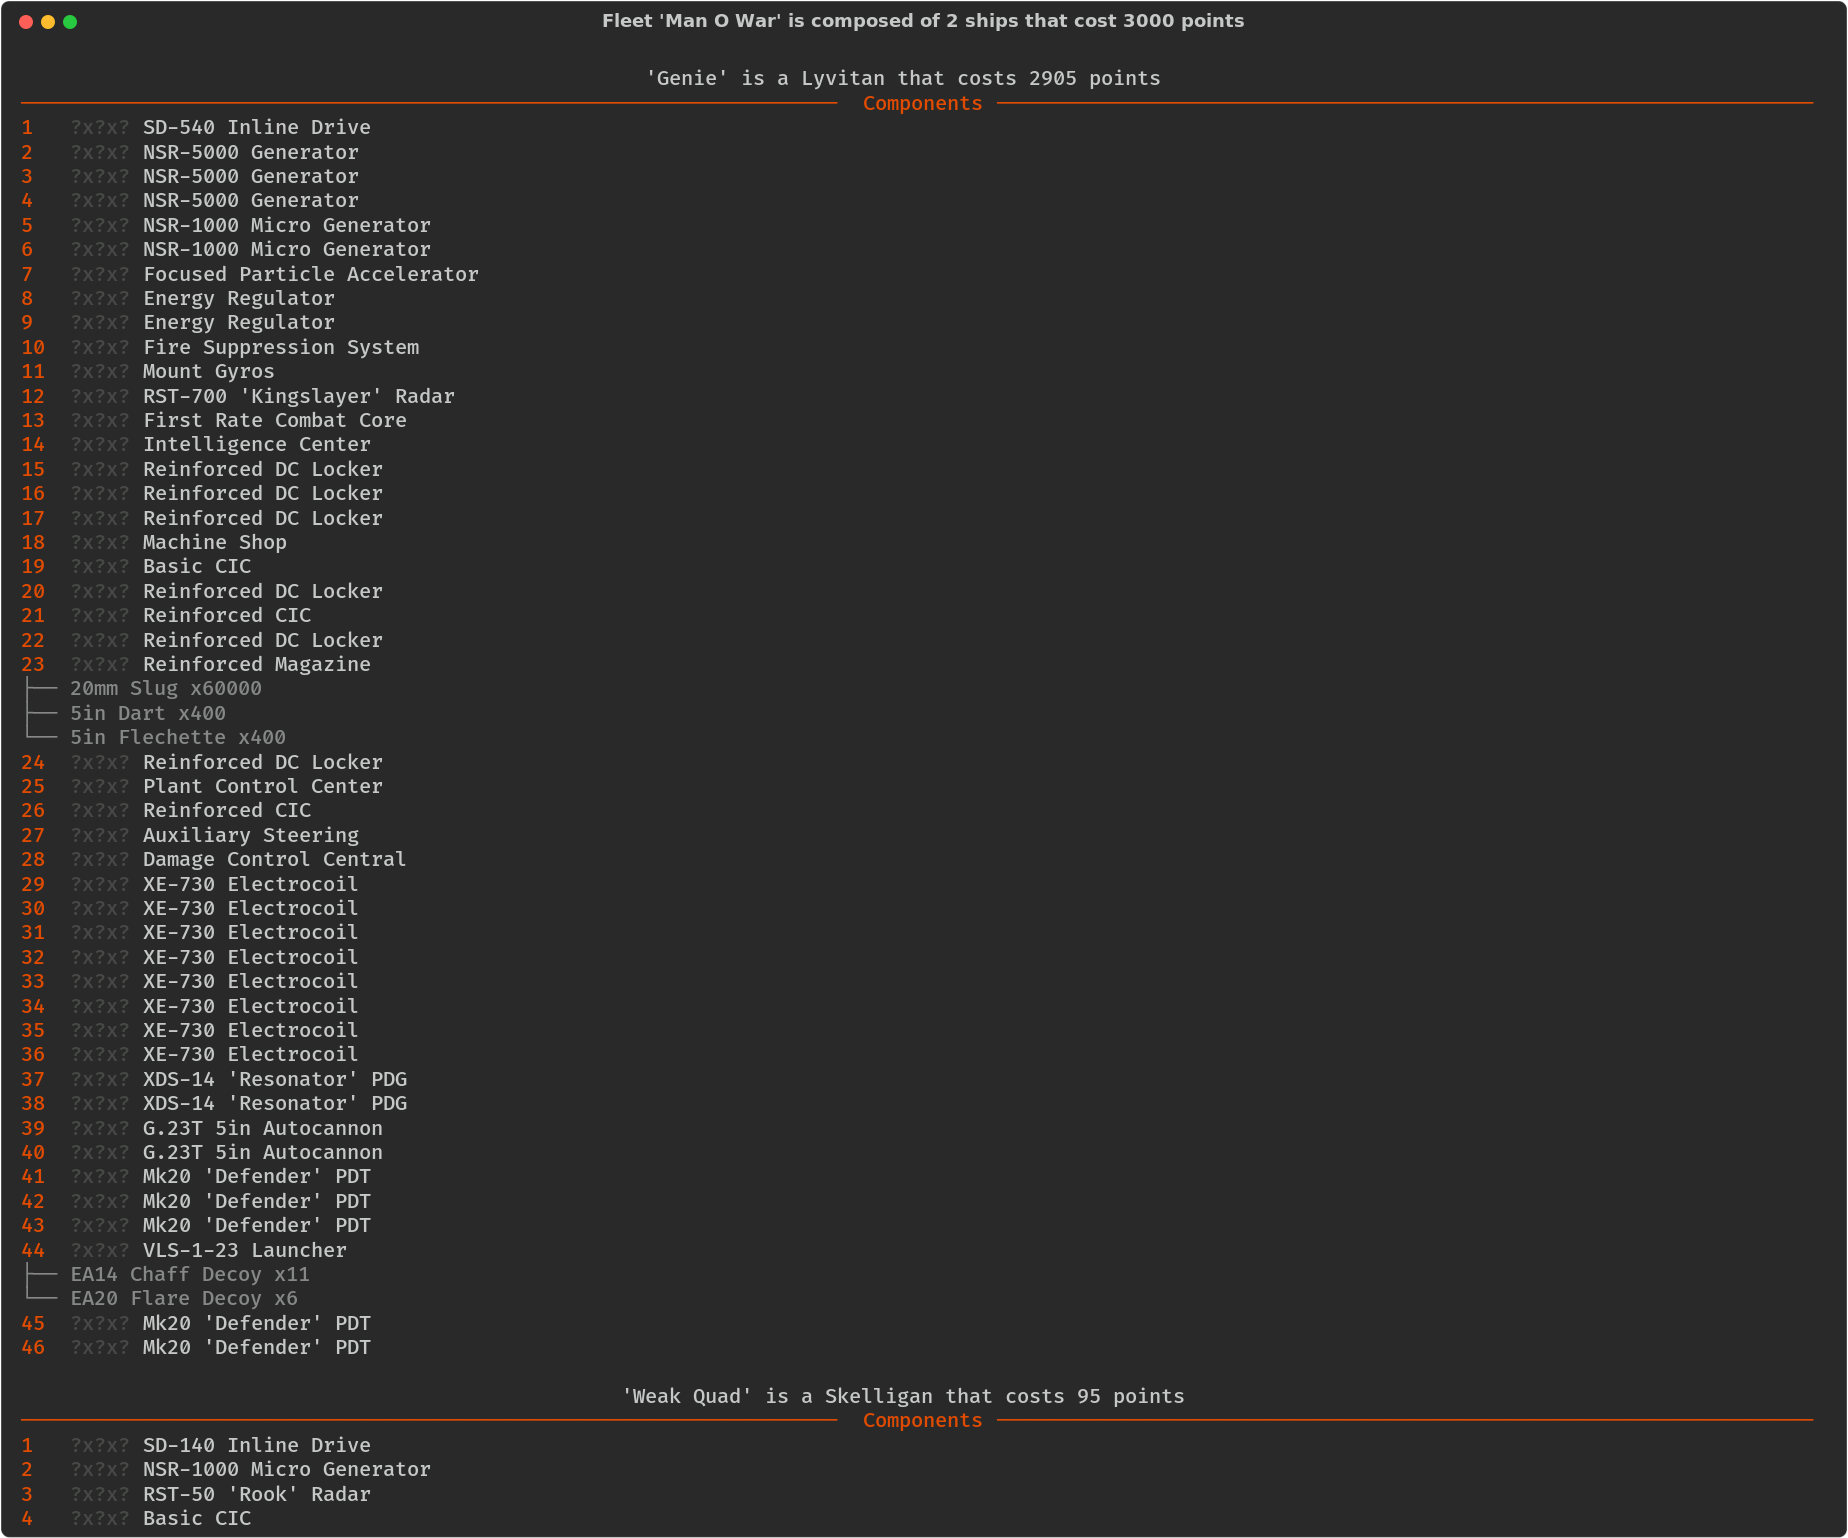 Fleet 'Man O War' is composed of 2 ships that cost 3000 points
'Genie' is a Lyvitan that costs 2905 points
Components
1 ?x?x? SD-540 Inline Drive
2 ?x?x? NSR-5000 Generator
3 ?x?x? NSR-5000 Generator
4 ?x?x? NSR-5000 Generator
5 ?x?x? NSR-1000 Micro Generator
6 ?x?x? NSR-1000 Micro Generator
7 ?x?x? Focused Particle Accelerator
8 ?x?x? Energy Regulator
9 ?x?x? Energy Regulator
10 ?x?x? Fire Suppression System
11 ?x?x? Mount Gyros
12 ?x?x? RST-700 'Kingslayer' Radar
13 ?x?x? First Rate Combat Core
14 ?x?x? Intelligence Center
15 ?x?x? Reinforced DC Locker
16 ?x?x? Reinforced DC Locker
17 ?x?x? Reinforced DC Locker
18 ?x?x? Machine Shop
19 ?x?x? Basic CIC
20 ?x?x? Reinforced DC Locker
21 ?x?x? Reinforced CIC
22 ?x?x? Reinforced DC Locker
23 ?x?x? Reinforced Magazine
├── 20mm Slug x60000
├── 5in Dart x400
└── 5in Flechette x400
24 ?x?x? Reinforced DC Locker
25 ?x?x? Plant Control Center
26 ?x?x? Reinforced CIC
27 ?x?x? Auxiliary Steering
28 ?x?x? Damage Control Central
29 ?x?x? XE-730 Electrocoil
30 ?x?x? XE-730 Electrocoil
31 ?x?x? XE-730 Electrocoil
32 ?x?x? XE-730 Electrocoil
33 ?x?x? XE-730 Electrocoil
34 ?x?x? XE-730 Electrocoil
35 ?x?x? XE-730 Electrocoil
36 ?x?x? XE-730 Electrocoil
37 ?x?x? XDS-14 'Resonator' PDG
38 ?x?x? XDS-14 'Resonator' PDG
39 ?x?x? G.23T 5in Autocannon
40 ?x?x? G.23T 5in Autocannon
41 ?x?x? Mk20 'Defender' PDT
42 ?x?x? Mk20 'Defender' PDT
43 ?x?x? Mk20 'Defender' PDT
44 ?x?x? VLS-1-23 Launcher
├── EA14 Chaff Decoy x11
└── EA20 Flare Decoy x6
45 ?x?x? Mk20 'Defender' PDT
46 ?x?x? Mk20 'Defender' PDT
'Weak Quad' is a Skelligan that costs 95 points
Components
1 ?x?x? SD-140 Inline Drive
2 ?x?x? NSR-1000 Micro Generator
3 ?x?x? RST-50 'Rook' Radar
4 ?x?x? Basic CIC